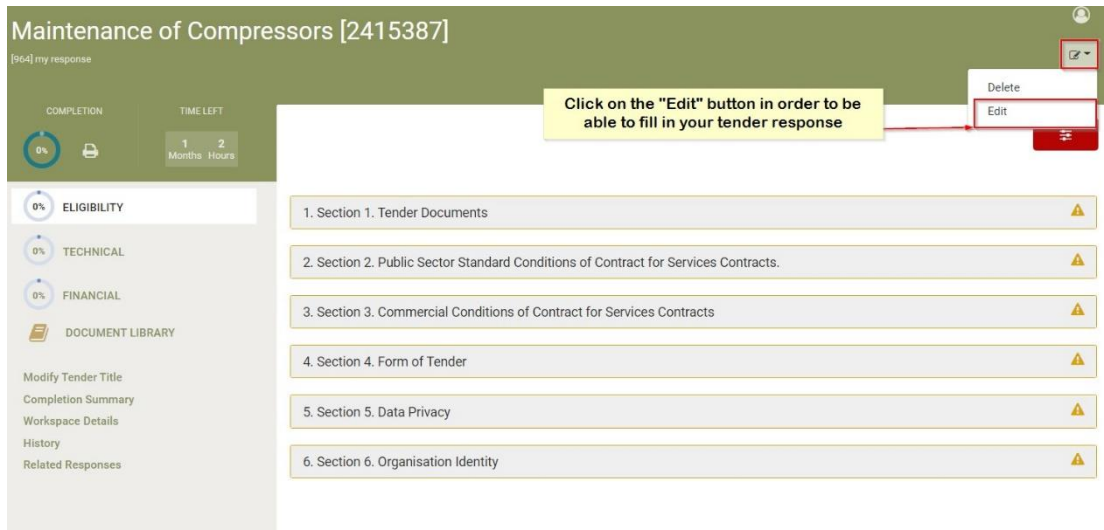 Maintenance of Compressors [2415387]
[964] my response
Delete
Edit
Click on the "Edit" button in order to be
able to fill in your tender response
COMPLETION
TIME LEFT
0%
1 2
Months Hours
0% ELIGIBILITY
0% TECHNICAL
0% FINANCIAL
DOCUMENT LIBRARY
Modify Tender Title
Completion Summary
Workspace Details
History
Related Responses
1. Section 1. Tender Documents
2. Section 2. Public Sector Standard Conditions of Contract for Services Contracts.
3. Section 3. Commercial Conditions of Contract for Services Contracts
4. Section 4. Form of Tender
5. Section 5. Data Privacy
6. Section 6. Organisation Identity